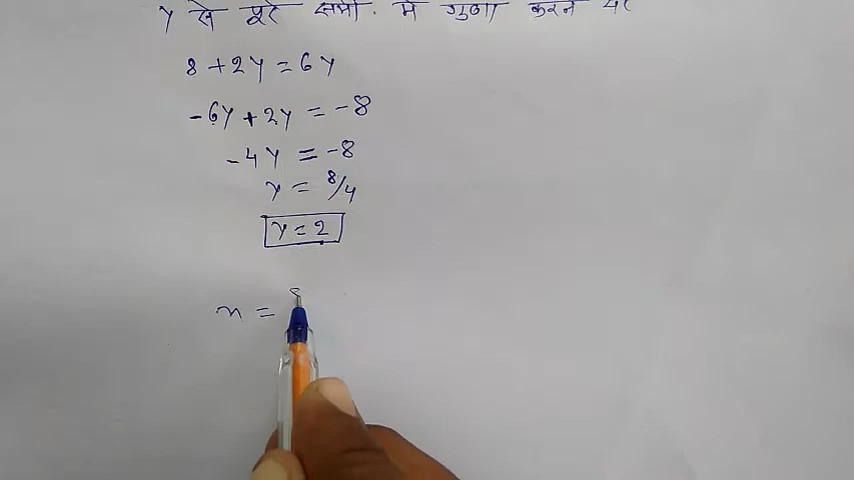 y से पूरे समी. में गुणा करने पर
8 + 2y = 6y
-6y + 2y = -8
-4y = -8
y = 8/4
y = 2
x =